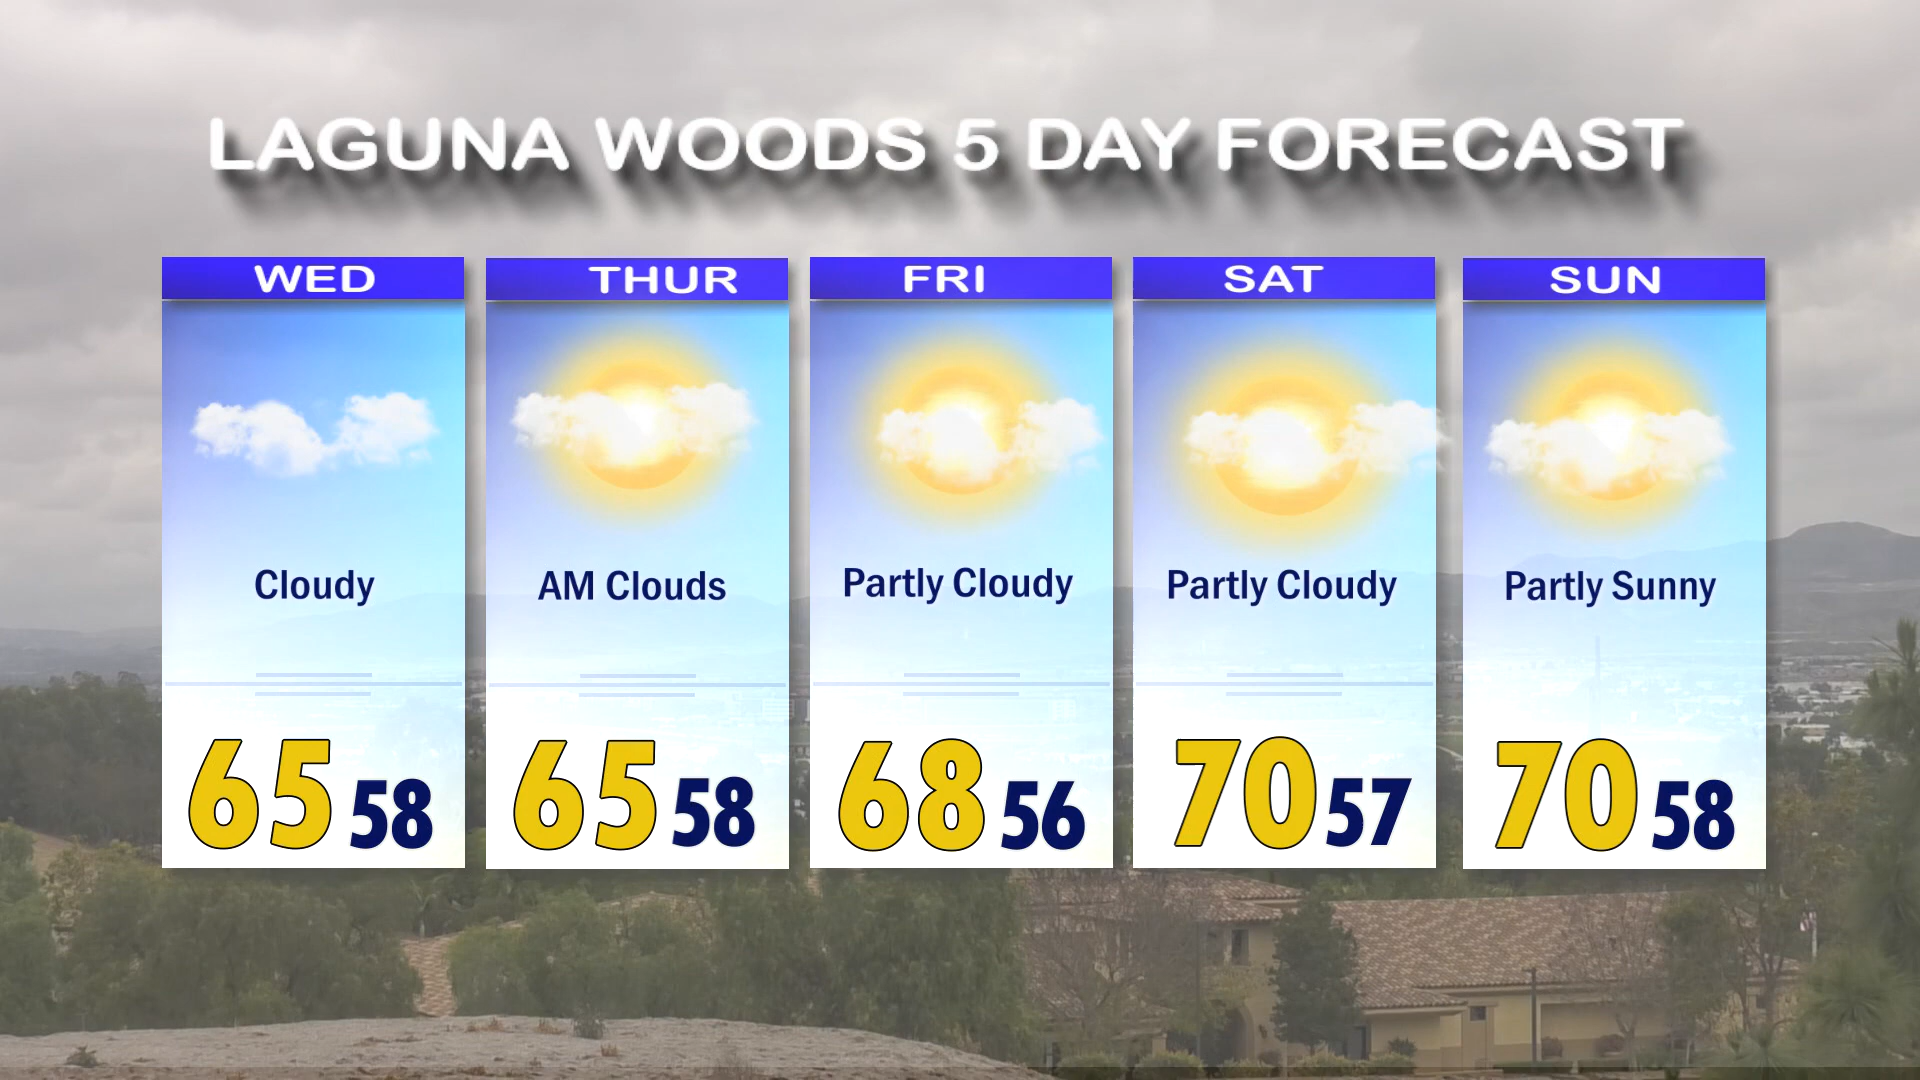 LAGUNA WOODS 5 DAY FORECAST
WED
Cloudy
65 58
THUR
AM Clouds
65 58
FRI
Partly Cloudy
68 56
SAT
Partly Cloudy
70 57
SUN
Partly Sunny
70 58